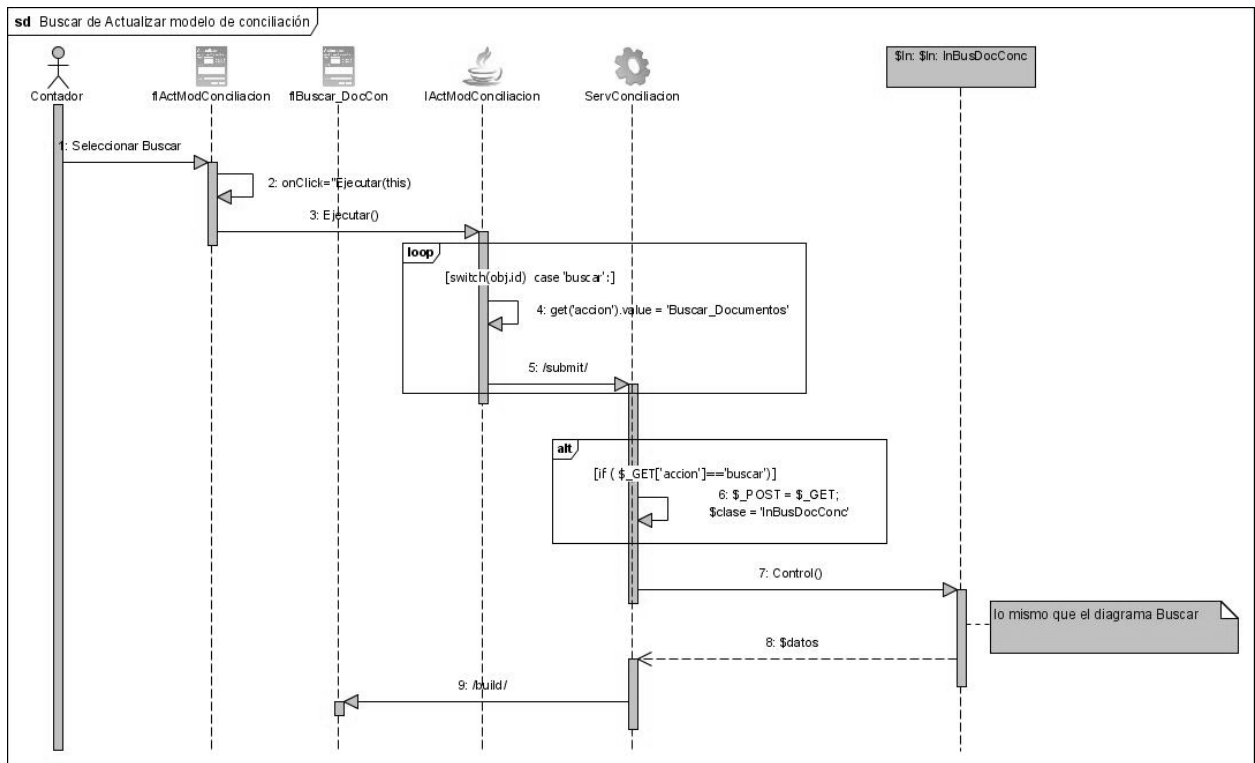 sd Buscar de Actualizar modelo de conciliación
$In: $In: InBusDocConc
Contador
flActModConciliacion
flBuscar_DocCon
IActModConciliacion
ServConciliacion
1: Seleccionar Buscar
2: onClick="Ejecutar(this)
3: Ejecutar()
loop
[switch(obj.id) case 'buscar':]
4: get('accion').value = 'Buscar_Documentos'
5: /submit/
alt
[if ( $_GET['accion']=='buscar')]
6: $_POST = $_GET;
$clase = 'InBusDocConc'
7: Control()
lo mismo que el diagrama Buscar
8: $datos
9: /build/